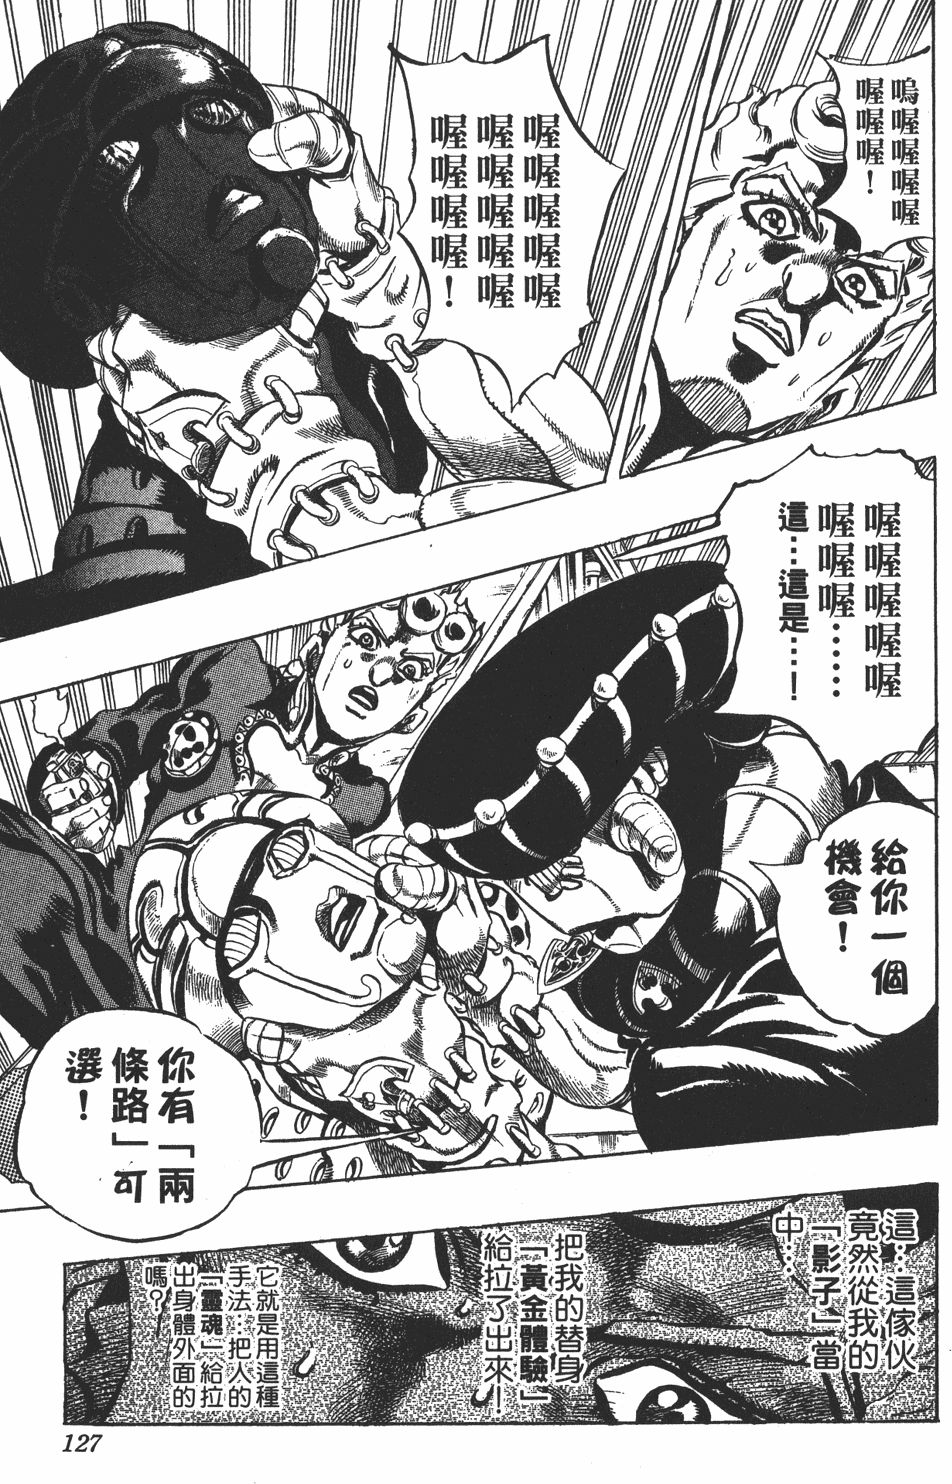 嗚喔喔喔喔
喔喔喔！
喔喔喔喔喔
喔喔喔喔喔
喔喔喔喔！
喔喔喔喔喔
喔喔喔……
這…這是…！
給你一個
機會！
你有「兩
條路」可
選！
這…這傢伙
竟然從我的
「影子」當
中…
把我的替身
「黃金體驗」
給拉了出來！
它就是用這種
手法…把人的
「靈魂」給拉
出身體外面的
嗎？
127